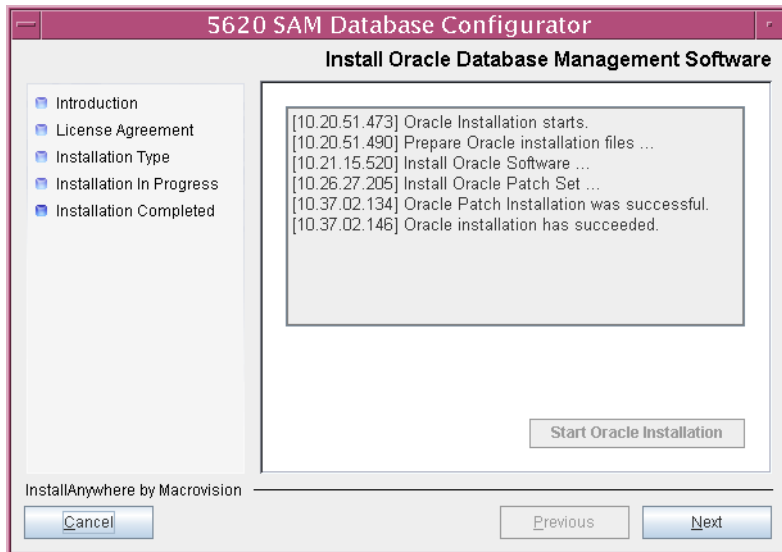 5620 SAM Database Configurator
Install Oracle Database Management Software
Introduction
License Agreement
Installation Type
Installation In Progress
Installation Completed
[10.20.51.473] Oracle Installation starts.
[10.20.51.490] Prepare Oracle installation files ...
[10.21.15.520] Install Oracle Software ...
[10.26.27.205] Install Oracle Patch Set ...
[10.37.02.134] Oracle Patch Installation was successful.
[10.37.02.146] Oracle installation has succeeded.
Start Oracle Installation
InstallAnywhere by Macrovision
Cancel
Previous
Next